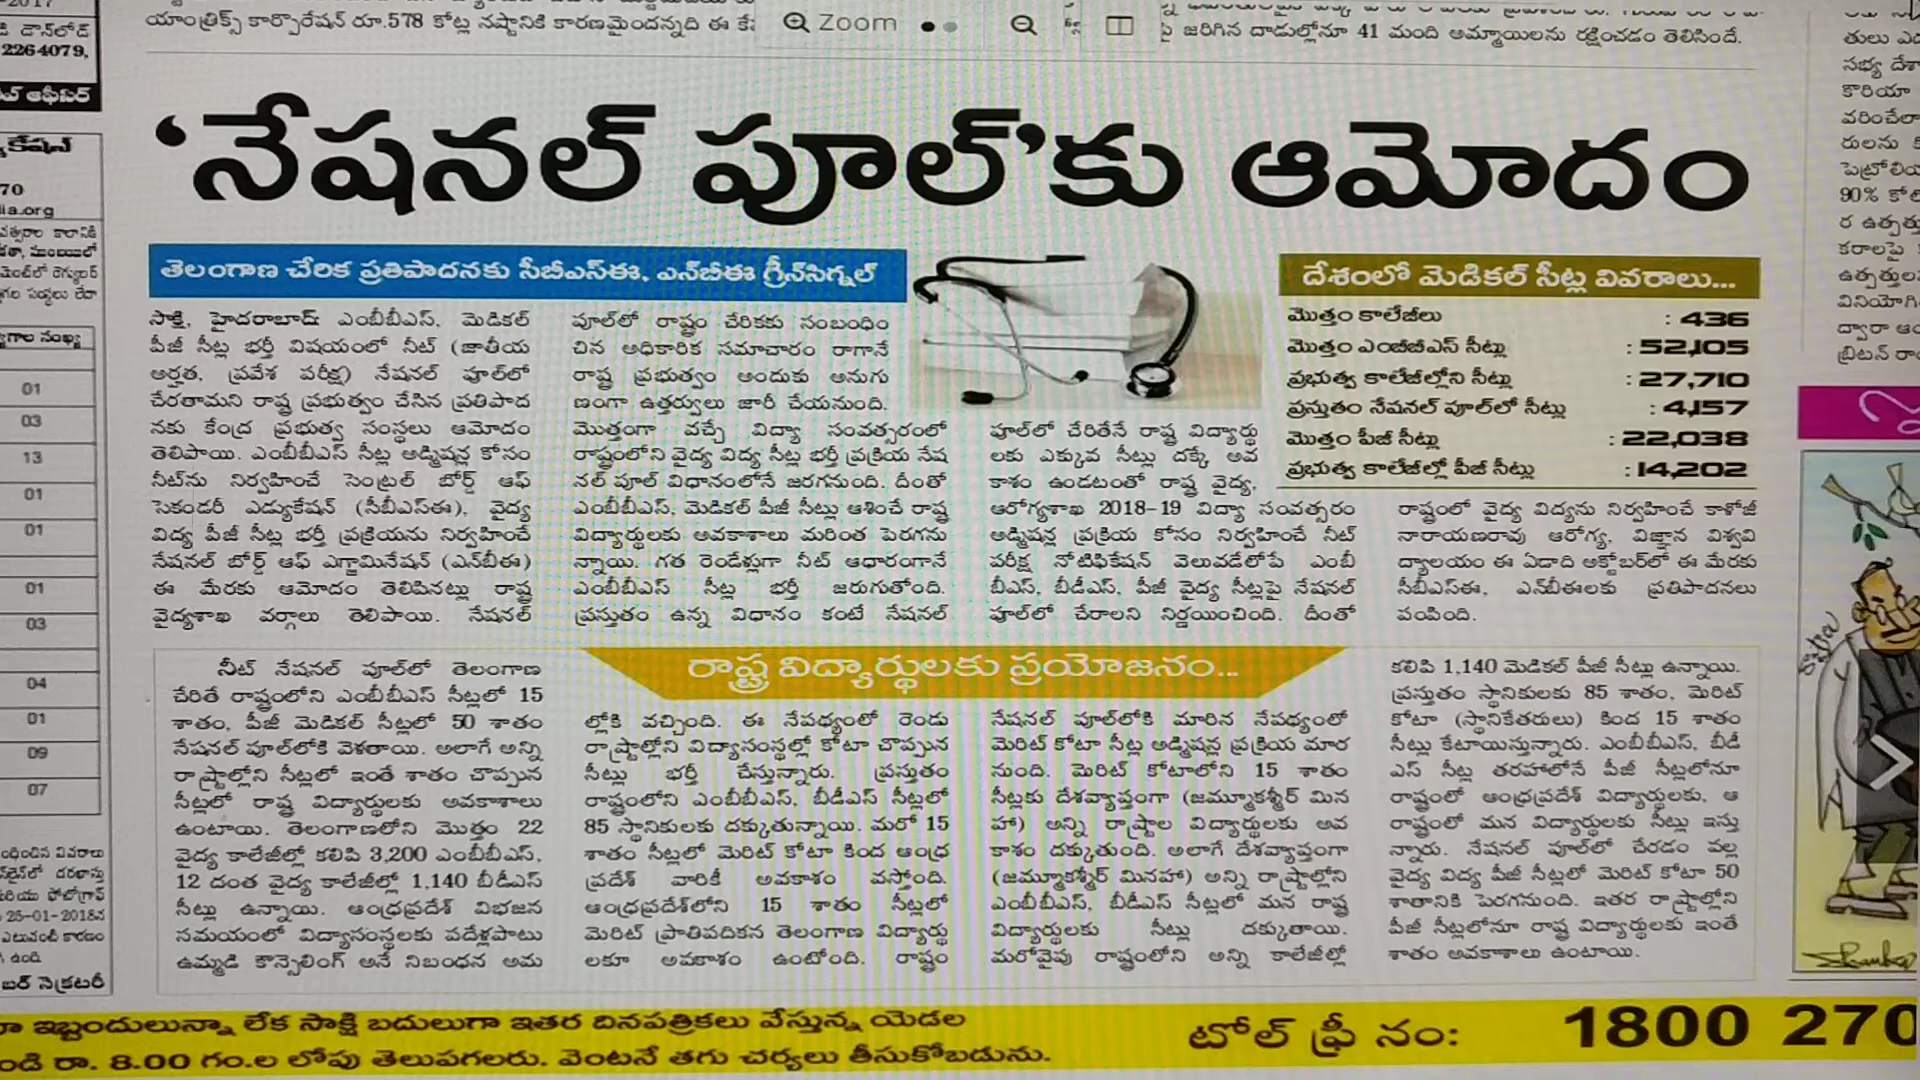 యాంత్రిక్స్ కార్పొరేషన్ రూ.578 కోట్ల నష్టానికి కారణమైందన్నది ఈ
Zoom
పై జరిగిన దాడుల్లోనూ 41 మంది అమ్మాయిలను రక్షించడం తెలిసిందే.
‘నేషనల్ పూల్’కు ఆమోదం
తెలంగాణ చేరిక ప్రతిపాదనకు సీబీఎస్ఈ, ఎన్‌బీఈ గ్రీన్‌సిగ్నల్
సాక్షి, హైదరాబాద్: ఎంబీబీఎస్, మెడికల్
పీజీ సీట్ల భర్తీ విషయంలో నీట్ (జాతీయ
అర్హత, ప్రవేశ పరీక్ష) నేషనల్ పూల్‌లో
చేరతామని రాష్ట్ర ప్రభుత్వం చేసిన ప్రతిపాద
నకు కేంద్ర ప్రభుత్వ సంస్థలు ఆమోదం
తెలిపాయి. ఎంబీబీఎస్ సీట్ల అడ్మిషన్ల కోసం
నీట్‌ను నిర్వహించే సెంట్రల్ బోర్డ్ ఆఫ్
సెకండరీ ఎడ్యుకేషన్ (సీబీఎస్ఈ), వైద్య
విద్య పీజీ సీట్ల భర్తీ ప్రక్రియను నిర్వహించే
నేషనల్ బోర్డ్ ఆఫ్ ఎగ్జామినేషన్ (ఎన్‌బీఈ)
ఈ మేరకు ఆమోదం తెలిపినట్లు రాష్ట్ర
వైద్యశాఖ వర్గాలు తెలిపాయి. నేషనల్
పూల్‌లో రాష్ట్రం చేరికకు సంబంధిం
చిన అధికారిక సమాచారం రాగానే
రాష్ట్ర ప్రభుత్వం అందుకు అనుగు
ణంగా ఉత్తర్వులు జారీ చేయనుంది.
మొత్తంగా వచ్చే విద్యా సంవత్సరంలో
రాష్ట్రంలోని వైద్య విద్య సీట్ల భర్తీ ప్రక్రియ నేష
నల్ పూల్ విధానంలోనే జరగనుంది. దీంతో
ఎంబీబీఎస్, మెడికల్ పీజీ సీట్లు ఆశించే రాష్ట్ర
విద్యార్థులకు అవకాశాలు మరింత పెరగను
న్నాయి. గత రెండేళ్లుగా నీట్ ఆధారంగానే
ఎంబీబీఎస్ సీట్ల భర్తీ జరుగుతోంది.
ప్రస్తుతం ఉన్న విధానం కంటే నేషనల్
పూల్‌లో చేరితేనే రాష్ట్ర విద్యార్థు
లకు ఎక్కువ సీట్లు దక్కే అవ
కాశం ఉండటంతో రాష్ట్ర వైద్య,
ఆరోగ్యశాఖ 2018-19 విద్యా సంవత్సరం
అడ్మిషన్ల ప్రక్రియ కోసం నిర్వహించే నీట్
పరీక్ష నోటిఫికేషన్ వెలువడేలోపే ఎంబీ
బీఎస్, బీడీఎస్, పీజీ వైద్య సీట్లపై నేషనల్
పూల్‌లో చేరాలని నిర్ణయించింది. దీంతో
దేశంలో మెడికల్ సీట్ల వివరాలు...
మొత్తం కాలేజీలు : 436
మొత్తం ఎంబీబీఎస్ సీట్లు : 52,105
ప్రభుత్వ కాలేజీల్లోని సీట్లు : 27,710
ప్రస్తుతం నేషనల్ పూల్‌లో సీట్లు : 4,157
మొత్తం పీజీ సీట్లు : 22,038
ప్రభుత్వ కాలేజీల్లో పీజీ సీట్లు : 14,202
రాష్ట్రంలో వైద్య విద్యను నిర్వహించే కాళోజీ
నారాయణరావు ఆరోగ్య, విజ్ఞాన విశ్వవి
ద్యాలయం ఈ ఏడాది అక్టోబర్‌లో ఈ మేరకు
సీబీఎస్ఈ, ఎన్‌బీఈలకు ప్రతిపాదనలు
పంపింది.
రాష్ట్ర విద్యార్థులకు ప్రయోజనం...
నీట్ నేషనల్ పూల్‌లో తెలంగాణ
చేరితే రాష్ట్రంలోని ఎంబీబీఎస్ సీట్లలో 15
శాతం, పీజీ మెడికల్ సీట్లలో 50 శాతం
నేషనల్ పూల్‌లోకి వెళతాయి. అలాగే అన్ని
రాష్ట్రాల్లోని సీట్లలో ఇంతే శాతం చొప్పున
సీట్లలో రాష్ట్ర విద్యార్థులకు అవకాశాలు
ఉంటాయి. తెలంగాణలోని మొత్తం 22
వైద్య కాలేజీల్లో కలిపి 3,200 ఎంబీబీఎస్,
12 దంత వైద్య కాలేజీల్లో 1,140 బీడీఎస్
సీట్లు ఉన్నాయి. ఆంధ్రప్రదేశ్ విభజన
సమయంలో విద్యాసంస్థలకు పదేళ్లపాటు
ఉమ్మడి కౌన్సెలింగ్ అనే నిబంధన అమ
ల్లోకి వచ్చింది. ఈ నేపథ్యంలో రెండు
రాష్ట్రాల్లోని విద్యాసంస్థల్లో కోటా చొప్పున
సీట్లు భర్తీ చేస్తున్నారు. ప్రస్తుతం
రాష్ట్రంలోని ఎంబీబీఎస్, బీడీఎస్ సీట్లలో
85 స్థానికులకు దక్కుతున్నాయి. మరో 15
శాతం సీట్లలో మెరిట్ కోటా కింద ఆంధ్ర
ప్రదేశ్ వారికీ అవకాశం వస్తోంది.
ఆంధ్రప్రదేశ్‌లోని 15 శాతం సీట్లలో
మెరిట్ ప్రాతిపదికన తెలంగాణ విద్యార్థు
లకూ అవకాశం ఉంటోంది. రాష్ట్రం
నేషనల్ పూల్‌లోకి మారిన నేపథ్యంలో
మెరిట్ కోటా సీట్ల అడ్మిషన్ల ప్రక్రియ మార
నుంది. మెరిట్ కోటాలోని 15 శాతం
సీట్లకు దేశవ్యాప్తంగా (జమ్మూకశ్మీర్ మిన
హా) అన్ని రాష్ట్రాల విద్యార్థులకు అవ
కాశం దక్కుతుంది. అలాగే దేశవ్యాప్తంగా
(జమ్మూకశ్మీర్ మినహా) అన్ని రాష్ట్రాల్లోని
ఎంబీబీఎస్, బీడీఎస్ సీట్లలో మన రాష్ట్ర
విద్యార్థులకు సీట్లు దక్కుతాయి.
మరోవైపు రాష్ట్రంలోని అన్ని కాలేజీల్లో
కలిపి 1,140 మెడికల్ పీజీ సీట్లు ఉన్నాయి.
ప్రస్తుతం స్థానికులకు 85 శాతం, మెరిట్
కోటా (స్థానికేతరులు) కింద 15 శాతం
సీట్లు కేటాయిస్తున్నారు. ఎంబీబీఎస్, బీడీ
ఎస్ సీట్ల తరహాలోనే పీజీ సీట్లలోనూ
రాష్ట్రంలో ఆంధ్రప్రదేశ్ విద్యార్థులకు, ఆ
రాష్ట్రంలో మన విద్యార్థులకు సీట్లు ఇస్తు
న్నారు. నేషనల్ పూల్‌లో చేరడం వల్ల
వైద్య విద్య పీజీ సీట్లలో మెరిట్ కోటా 50
శాతానికి పెరగనుంది. ఇతర రాష్ట్రాల్లోని
పీజీ సీట్లలోనూ రాష్ట్ర విద్యార్థులకు ఇంతే
శాతం అవకాశాలు ఉంటాయి.
ఇబ్బందులున్నా లేక సాక్షి బదులుగా ఇతర దినపత్రికలు వేస్తున్న యెడల
రా. 8.00 గం.ల లోపు తెలుపగలరు. వెంటనే తగు చర్యలు తీసుకోబడును.
టోల్ ఫ్రీ నం: 1800 270